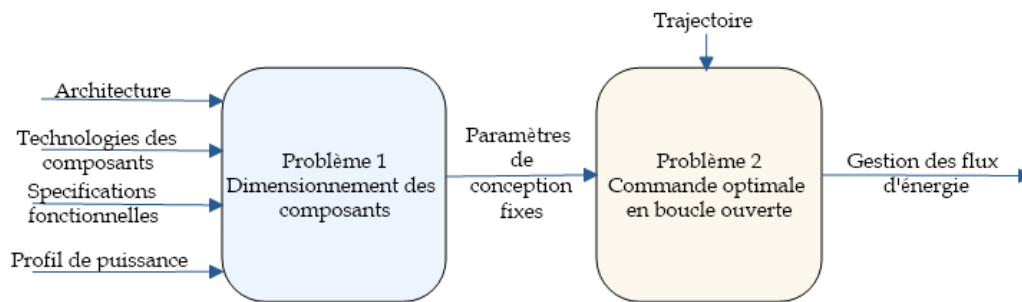 Trajectoire
Architecture
Technologies des
composants
Specifications
fonctionnelles
Profil de puissance
Problème 1
Dimensionnement des
composants
Paramètres
de
conception
fixes
Problème 2
Commande optimale
en boucle ouverte
Gestion des flux
d'énergie